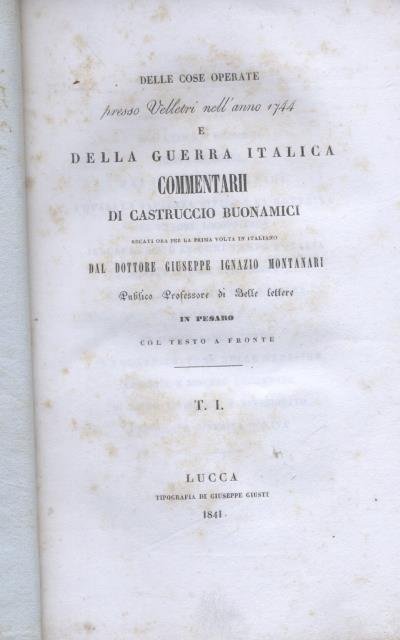 DELLE COSE OPERATE
presso Velletri nell'anno 1744
E
DELLA GUERRA ITALICA
COMMENTARII
DI CASTRUCCIO BUONAMICI
RECATI ORA PER LA PRIMA VOLTA IN ITALIANO
DAL DOTTORE GIUSEPPE IGNAZIO MONTANARI
Publico Professore di Belle lettere
IN PESARO
COL TESTO A FRONTE
T. I.
LUCCA
TIPOGRAFIA DI GIUSEPPE GIUSTI
1841